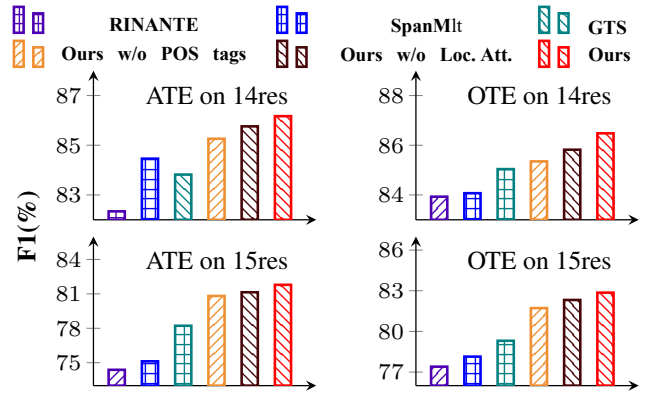 RINANTE SpanMlt GTS
Ours w/o POS tags Ours w/o Loc. Att. Ours
ATE on 14res
87
85
83
OTE on 14res
88
86
84
F1(%)
ATE on 15res
84
81
78
75
OTE on 15res
86
83
80
77